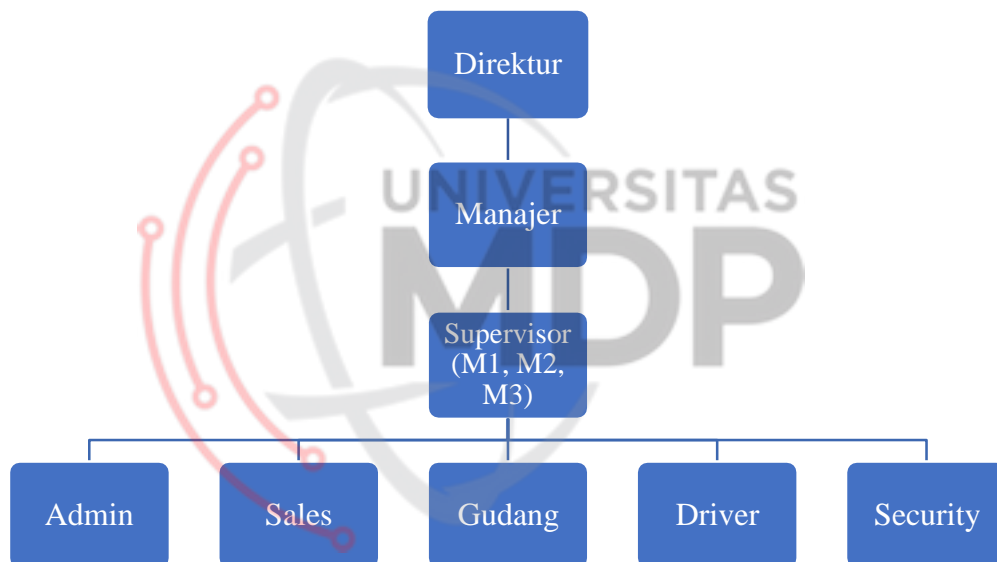 Direktur
UNIVERSITAS
Manajer
MDP
Supervisor
(M1, M2,
M3)
Admin
Sales
Gudang
Driver
Security